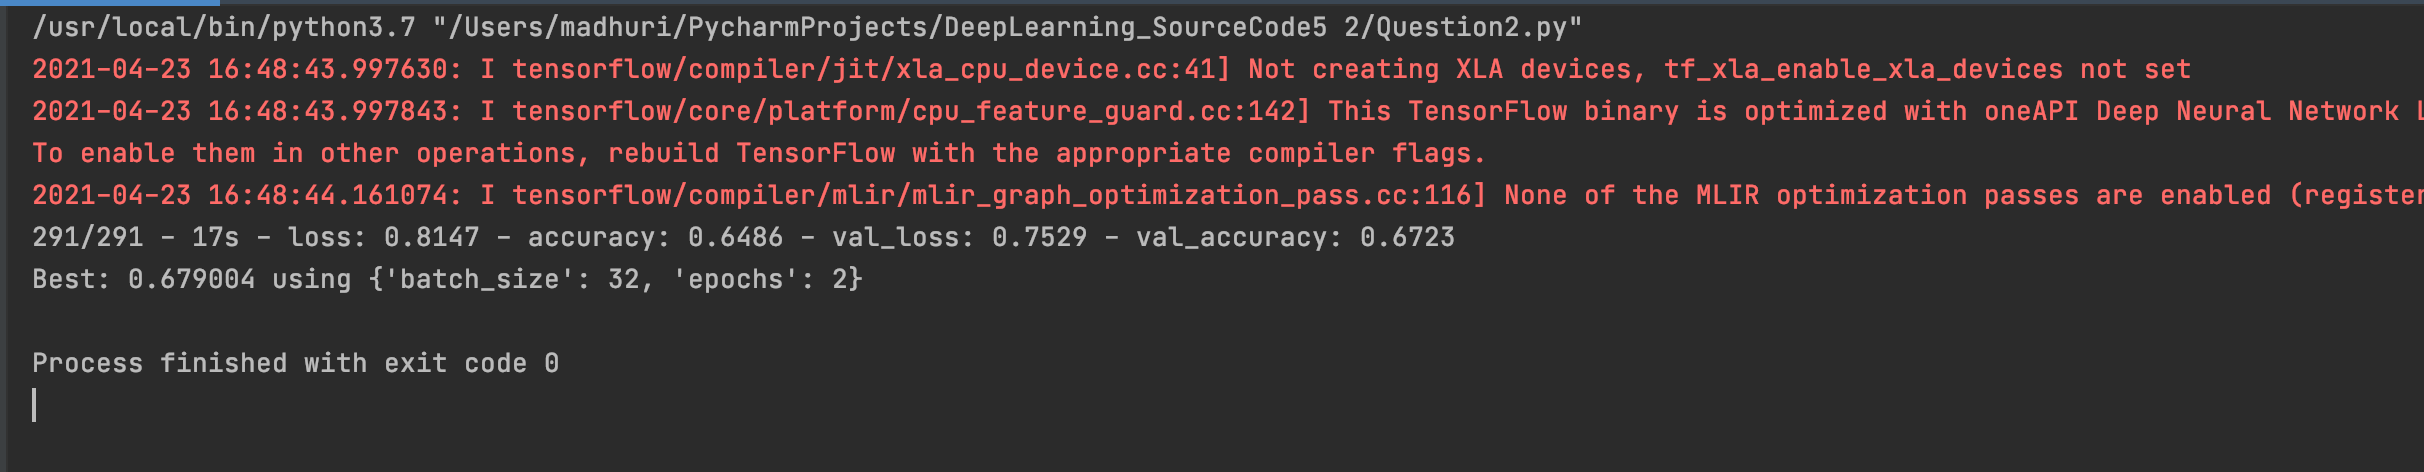 /usr/local/bin/python3.7 "/Users/madhuri/PycharmProjects/DeepLearning_SourceCode5 2/Question2.py"
2021-04-23 16:48:43.997630: I tensorflow/compiler/jit/xla_cpu_device.cc:41] Not creating XLA devices, tf_xla_enable_xla_devices not set
2021-04-23 16:48:43.997843: I tensorflow/core/platform/cpu_feature_guard.cc:142] This TensorFlow binary is optimized with oneAPI Deep Neural Network
To enable them in other operations, rebuild TensorFlow with the appropriate compiler flags.
2021-04-23 16:48:44.161074: I tensorflow/compiler/mlir/mlir_graph_optimization_pass.cc:116] None of the MLIR optimization passes are enabled
291/291 - 17s - loss: 0.8147 - accuracy: 0.6486 - val_loss: 0.7529 - val_accuracy: 0.6723
Best: 0.679004 using {'batch_size': 32, 'epochs': 2}
Process finished with exit code 0